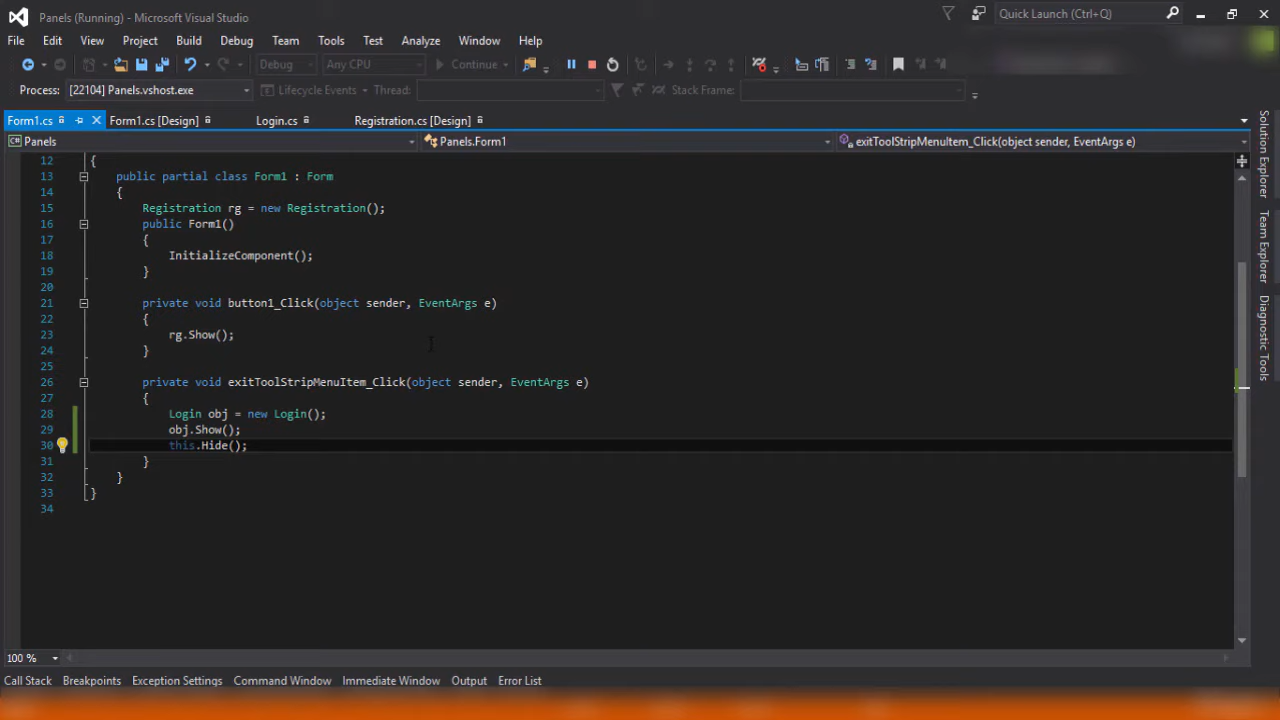 Panels (Running) - Microsoft Visual Studio
Quick Launch (Ctrl+Q)
File Edit View Project Build Debug Team Tools Test Analyze Window Help
Debug Any CPU Continue
Process: [22104] Panels.vshost.exe Lifecycle Events Thread: Stack Frame:
Form1.cs Form1.cs [Design] Login.cs Registration.cs [Design]
C# Panels Panels.Form1 exitToolStripMenuItem_Click(object sender, EventArgs e)
12 {
13 public partial class Form1 : Form
14 {
15 Registration rg = new Registration();
16 public Form1()
17 {
18 InitializeComponent();
19 }
20
21 private void button1_Click(object sender, EventArgs e)
22 {
23 rg.Show();
24 }
25
26 private void exitToolStripMenuItem_Click(object sender, EventArgs e)
27 {
28 Login obj = new Login();
29 obj.Show();
30 this.Hide();
31 }
32 }
33 }
34
100 %
Call Stack Breakpoints Exception Settings Command Window Immediate Window Output Error List
Solution Explorer
Team Explorer
Diagnostic Tools